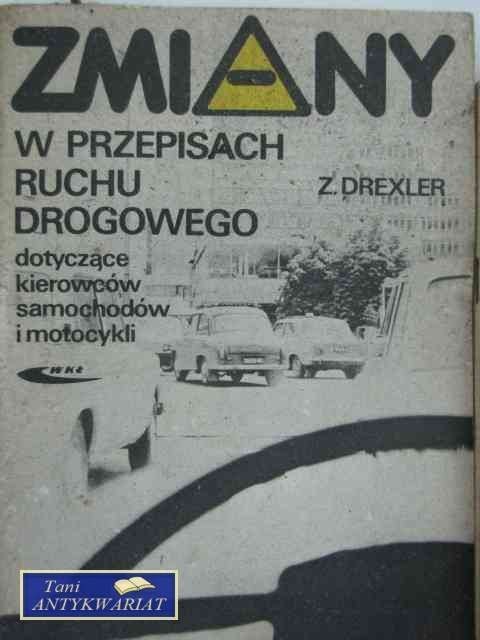 ZMIANY
W PRZEPISACH
RUCHU
DROGOWEGO
Z. DREXLER
dotyczące
kierowców
samochodów
i motocykli
WKŁ
Tani
ANTYKWARIAT